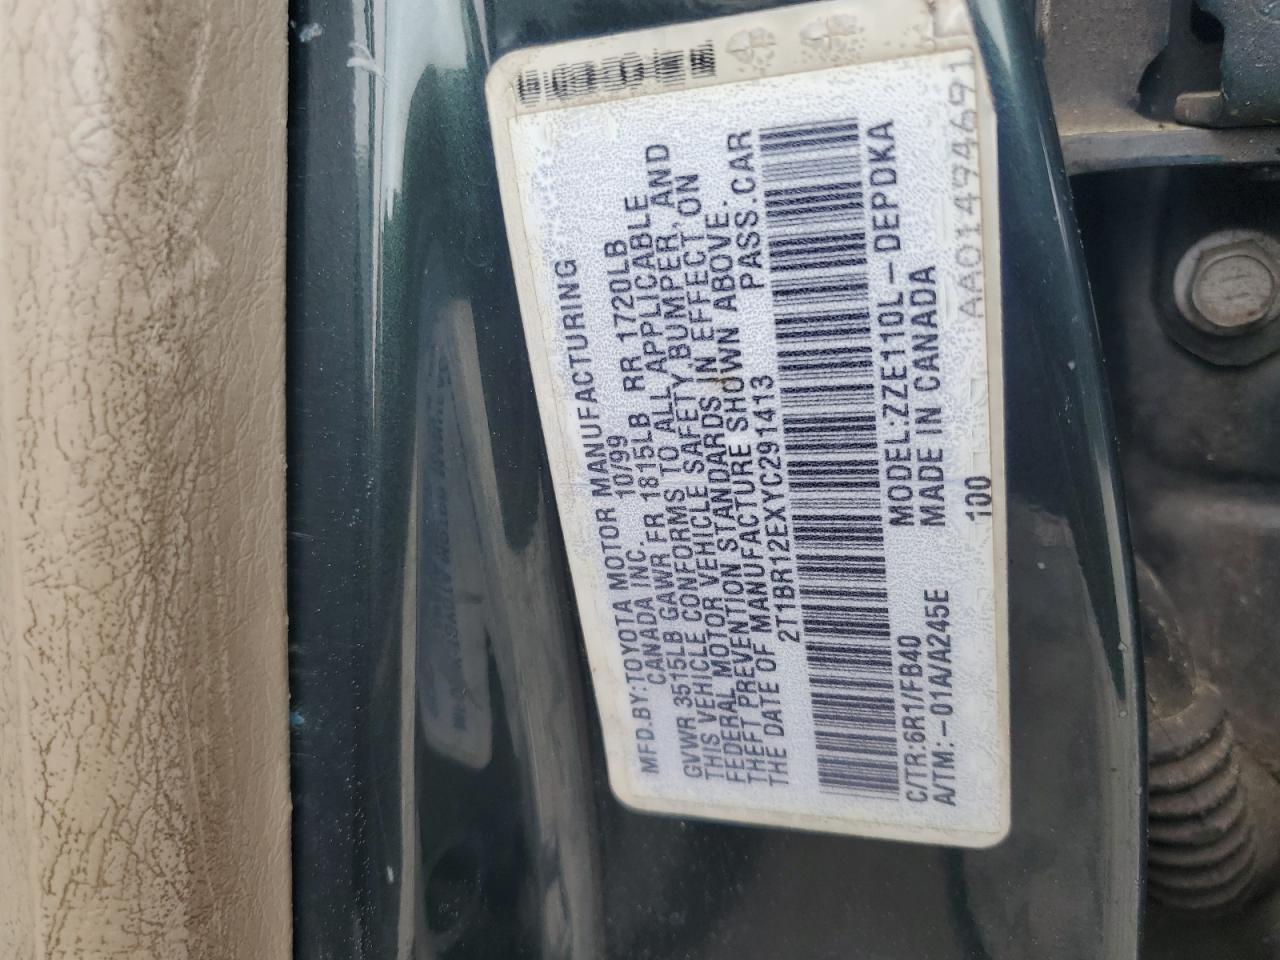 MFD.BY:TOYOTA MOTOR MANUFACTURING
CANADA INC. 10/99
GVWR 3515LB GAWR FR 1815LB RR 1720LB
THIS VEHICLE CONFORMS TO ALL APPLICABLE
FEDERAL MOTOR VEHICLE SAFETY,BUMPER, AND
THEFT PREVENTION STANDARDS IN EFFECT ON
THE DATE OF MANUFACTURE SHOWN ABOVE.
2T1BR12EXYC291413 PASS.CAR
MODEL:ZZE110L-DEPDKA
C/TR:6R1/FB40 MADE IN CANADA
A/TM:-01A/A245E
100
AA01494691